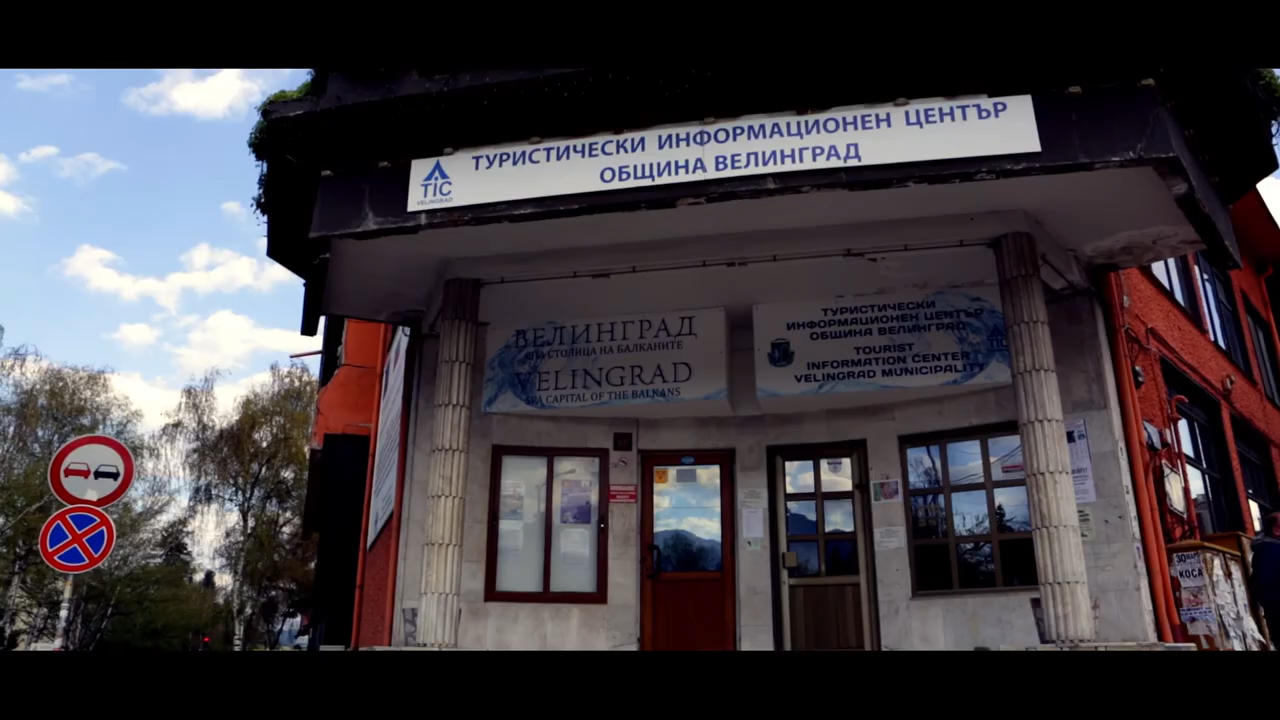 ТУРИСТИЧЕСКИ ИНФОРМАЦИОНЕН ЦЕНТЪР
ОБЩИНА ВЕЛИНГРАД
TIC
VELINGRAD
ВЕЛИНГРАД
СПА СТОЛИЦА НА БАЛКАНИТЕ
VELINGRAD
SPA CAPITAL OF THE BALKANS
ТУРИСТИЧЕСКИ
ИНФОРМАЦИОНЕН ЦЕНТЪР
ОБЩИНА ВЕЛИНГРАД
TOURIST
INFORMATION CENTER
VELINGRAD MUNICIPALITY
TIC
КОСА